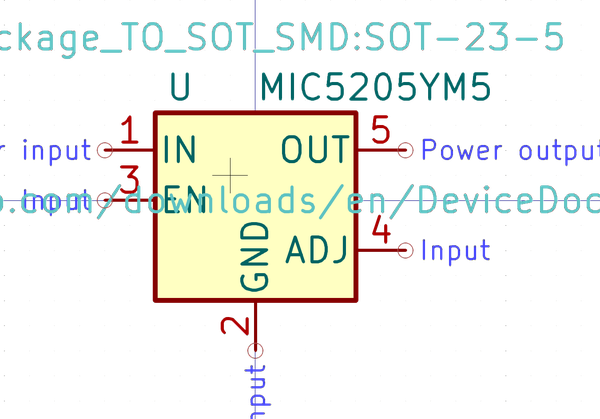 ckage_TO_SOT_SMD:SOT-23-5
U MIC5205YM5
1 5
r input IN OUT Power output
3
Input EN
o.com/downloads/en/DeviceDoc
4
ADJ Input
GND
2
nput